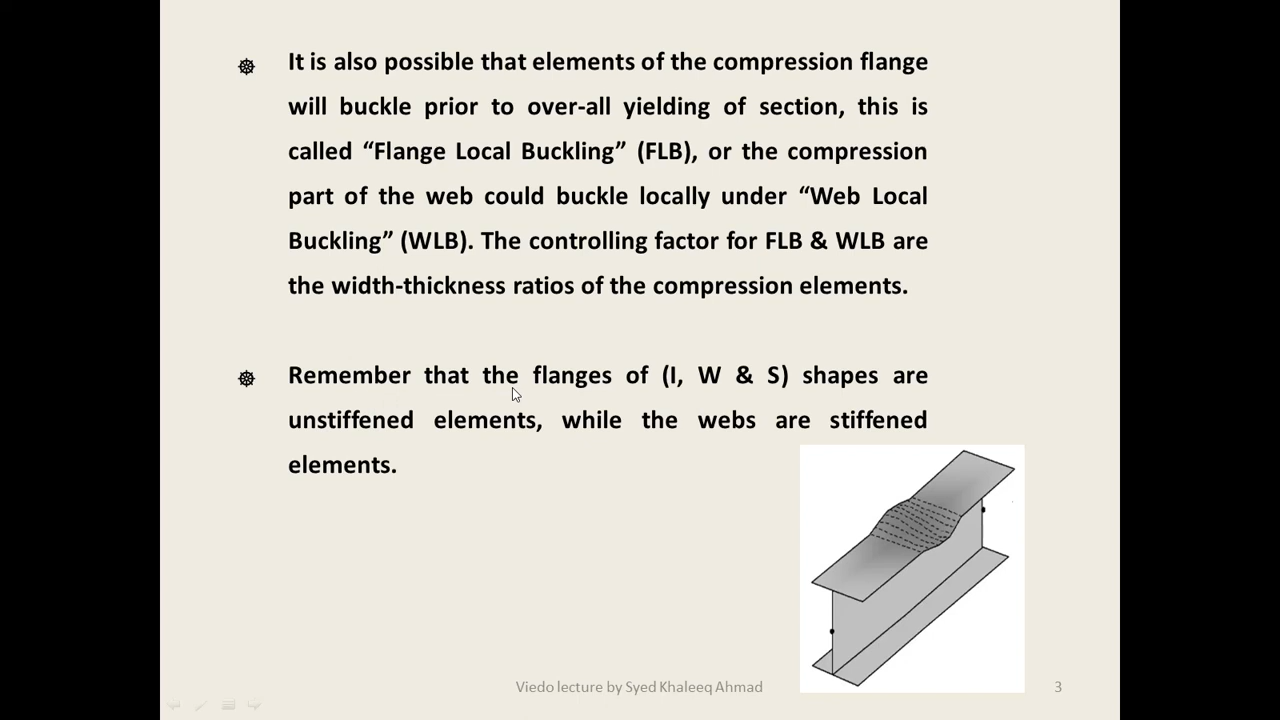 It is also possible that elements of the compression flange
will buckle prior to over-all yielding of section, this is
called “Flange Local Buckling” (FLB), or the compression
part of the web could buckle locally under “Web Local
Buckling” (WLB). The controlling factor for FLB & WLB are
the width-thickness ratios of the compression elements.
Remember that the flanges of (I, W & S) shapes are
unstiffened elements, while the webs are stiffened
elements.
Viedo lecture by Syed Khaleeq Ahmad
3